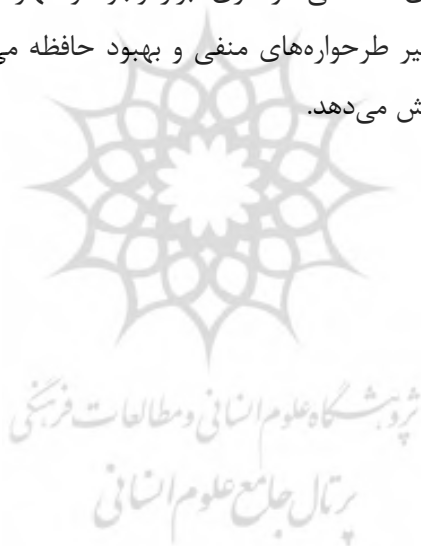 یر طرحواره‌های منفی و بهبود حافظه می
ش می‌دهد.
پژوهشگاه علوم انسانی و مطالعات فرهنگی
پرتال جامع علوم انسانی